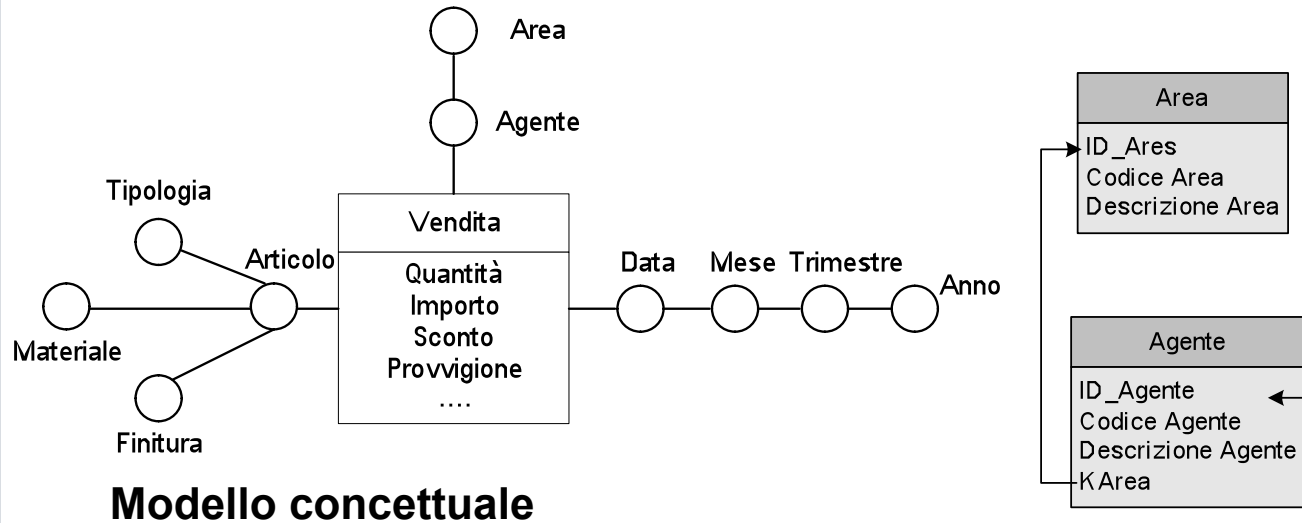 Area
Agente
Tipologia
Articolo
Materiale
Finitura
Vendita
Quantità
Importo
Sconto
Provvigione
....
Data
Mese
Trimestre
Anno
Modello concettuale
Area
ID_Ares
Codice Area
Descrizione Area
Agente
ID_Agente
Codice Agente
Descrizione Agente
KArea